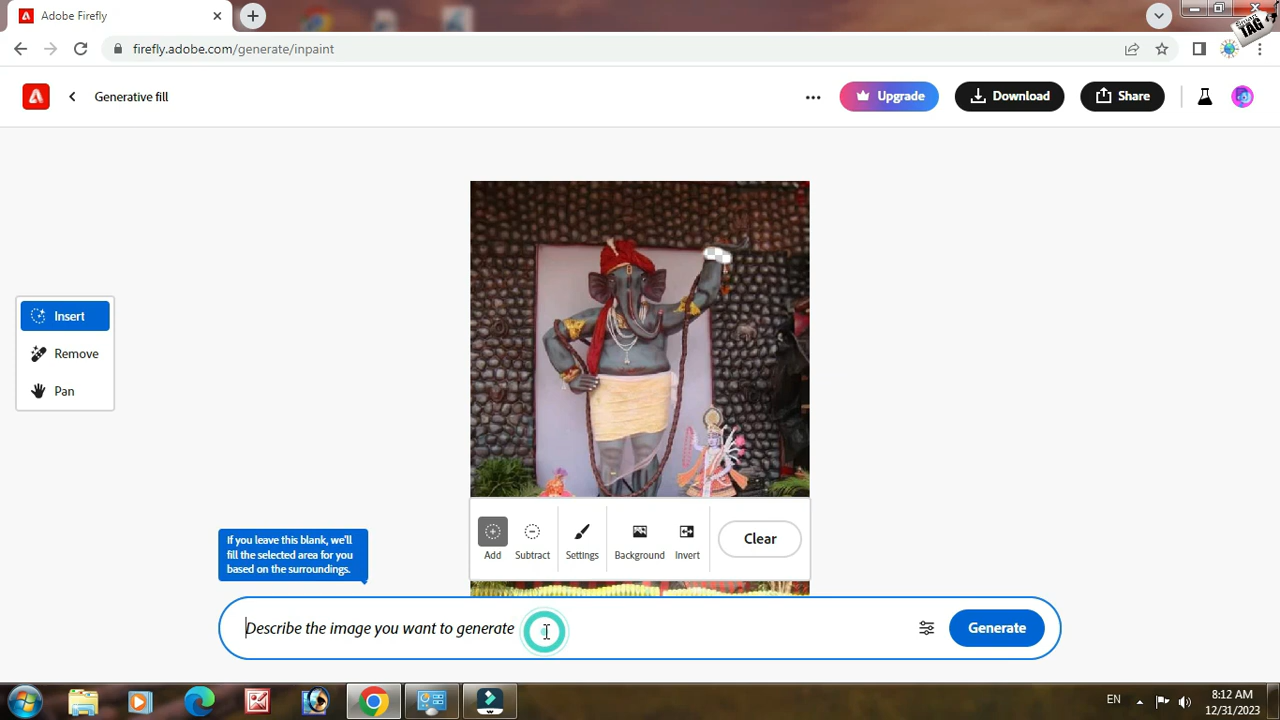 Adobe Firefly
TAG
firefly.adobe.com/generate/inpaint
Generative fill
Upgrade
Download
Share
Insert
Remove
Pan
Add
Subtract
Settings
Background
Invert
Clear
If you leave this blank, we'll
fill the selected area for you
based on the surroundings.
Describe the image you want to generate
Generate
EN
8:12 AM
12/31/2023